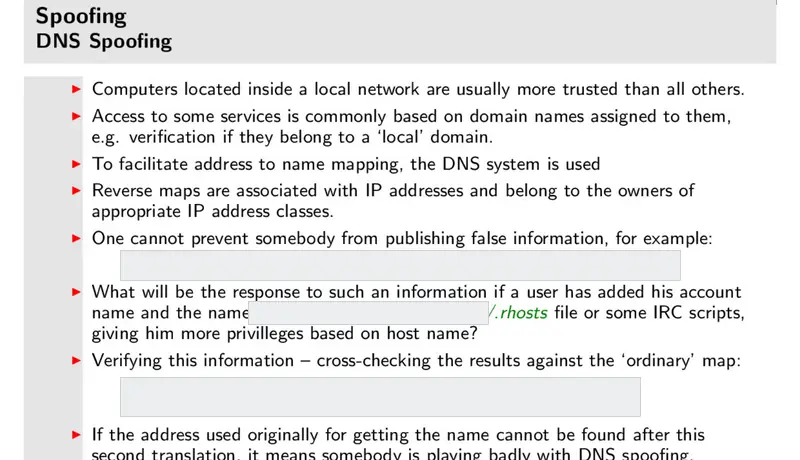 Spoofing
DNS Spoofing
Computers located inside a local network are usually more trusted than all others.
Access to some services is commonly based on domain names assigned to them,
e.g. verification if they belong to a ‘local’ domain.
To facilitate address to name mapping, the DNS system is used
Reverse maps are associated with IP addresses and belong to the owners of
appropriate IP address classes.
One cannot prevent somebody from publishing false information, for example:
What will be the response to such an information if a user has added his account
name and the name /.rhosts file or some IRC scripts,
giving him more privilleges based on host name?
Verifying this information – cross-checking the results against the ‘ordinary’ map:
If the address used originally for getting the name cannot be found after this
second translation, it means somebody is playing badly with DNS spoofing.